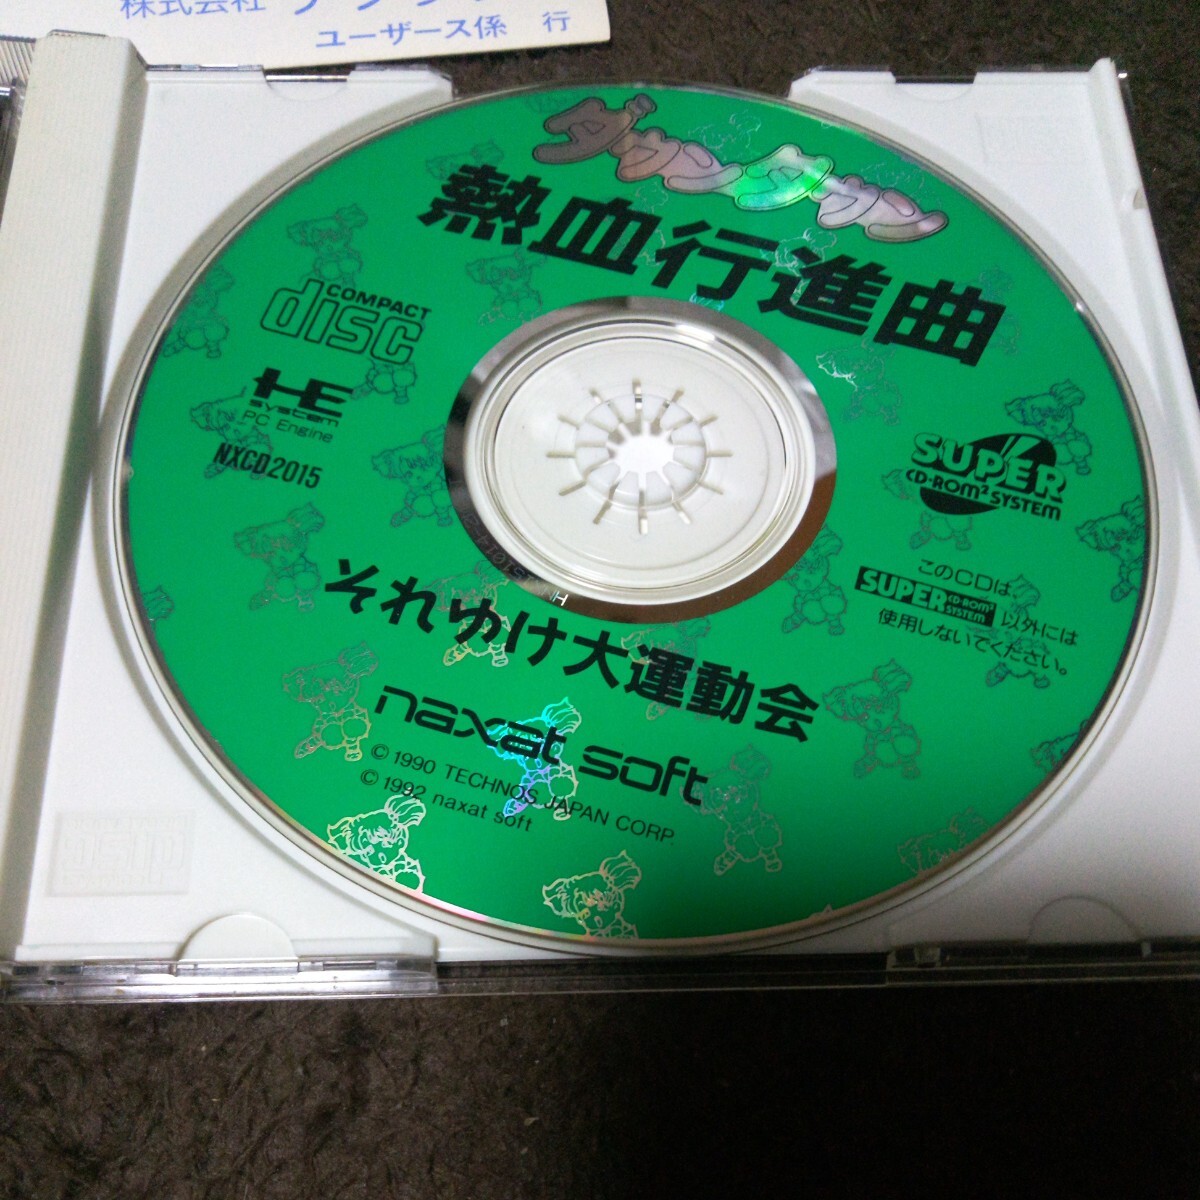 株式会社
ユーザース係 行
ダウンタウン
熱血行進曲
COMPACT
disc
HE
system
PC Engine
NXCD2015
SUPER
CD-ROM² SYSTEM
このCDは
SUPER CD-ROM² SYSTEM 以外には
使用しないでください。
それゆけ大運動会
naxat soft
© 1990 TECHNOS JAPAN CORP.
© 1992 naxat soft